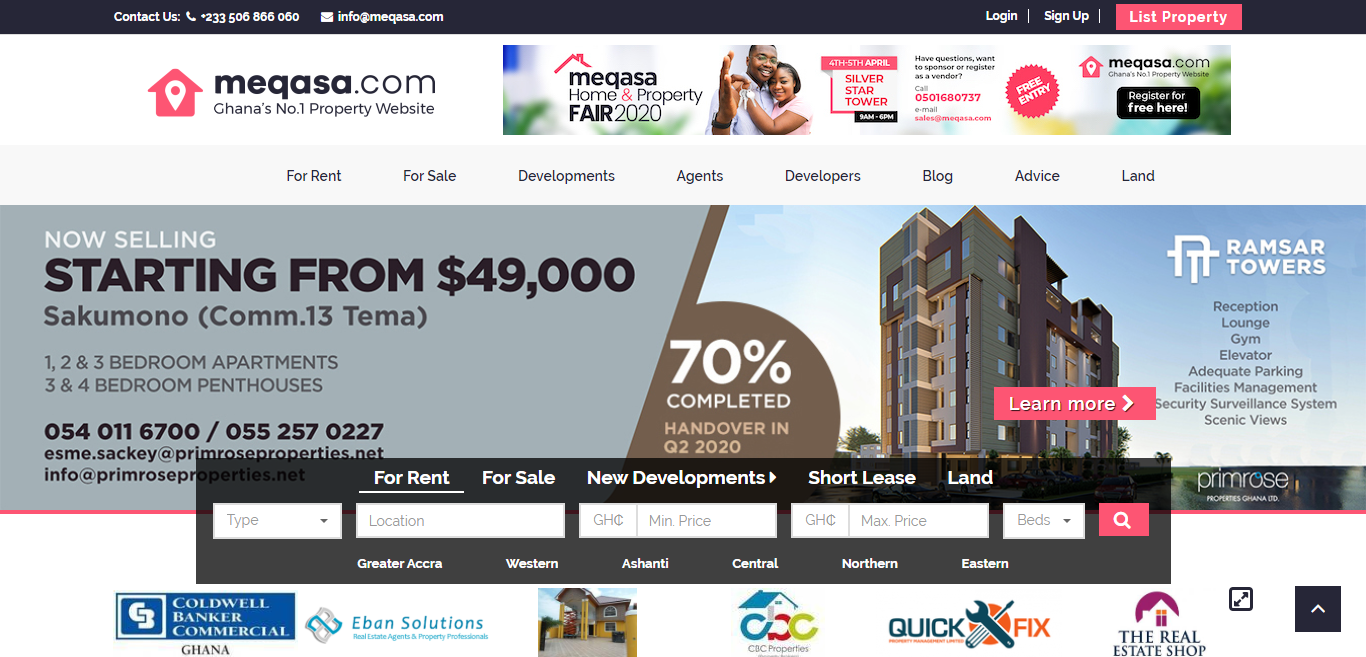 Contact Us: +233 506 866 060 info@meqasa.com
Login Sign Up List Property
meqasa.com
Ghana's No.1 Property Website
meqasa
Home & Property
FAIR2020
4TH-5TH APRIL
SILVER
STAR
TOWER
9AM - 6PM
Have questions, want
to sponsor or register
as a vendor?
Call
0501680737
e-mail
sales@meqasa.com
FREE
ENTRY
meqasa.com
Ghana's No.1 Property Website
Register for
free here!
For Rent For Sale Developments Agents Developers Blog Advice Land
NOW SELLING
STARTING FROM $49,000
Sakumono (Comm.13 Tema)
1, 2 & 3 BEDROOM APARTMENTS
3 & 4 BEDROOM PENTHOUSES
054 011 6700 / 055 257 0227
esme.sackey@primroseproperties.net
info@primroseproperties.net
70%
COMPLETED
HANDOVER IN
Q2 2020
RAMSAR
TOWERS
Reception
Lounge
Gym
Elevator
Adequate Parking
Facilities Management
Security Surveillance System
Scenic Views
Learn more
primrose
PROPERTIES GHANA LTD.
For Rent For Sale New Developments Short Lease Land
Type Location GH₵ Min. Price GH₵ Max. Price Beds
Greater Accra Western Ashanti Central Northern Eastern
COLDWELL
BANKER
COMMERCIAL
GHANA
Eban Solutions
Real Estate Agents & Property Professionals
CBC
CBC Properties
QUICK FIX
PROPERTY MANAGEMENT LIMITED
THE REAL
ESTATE SHOP